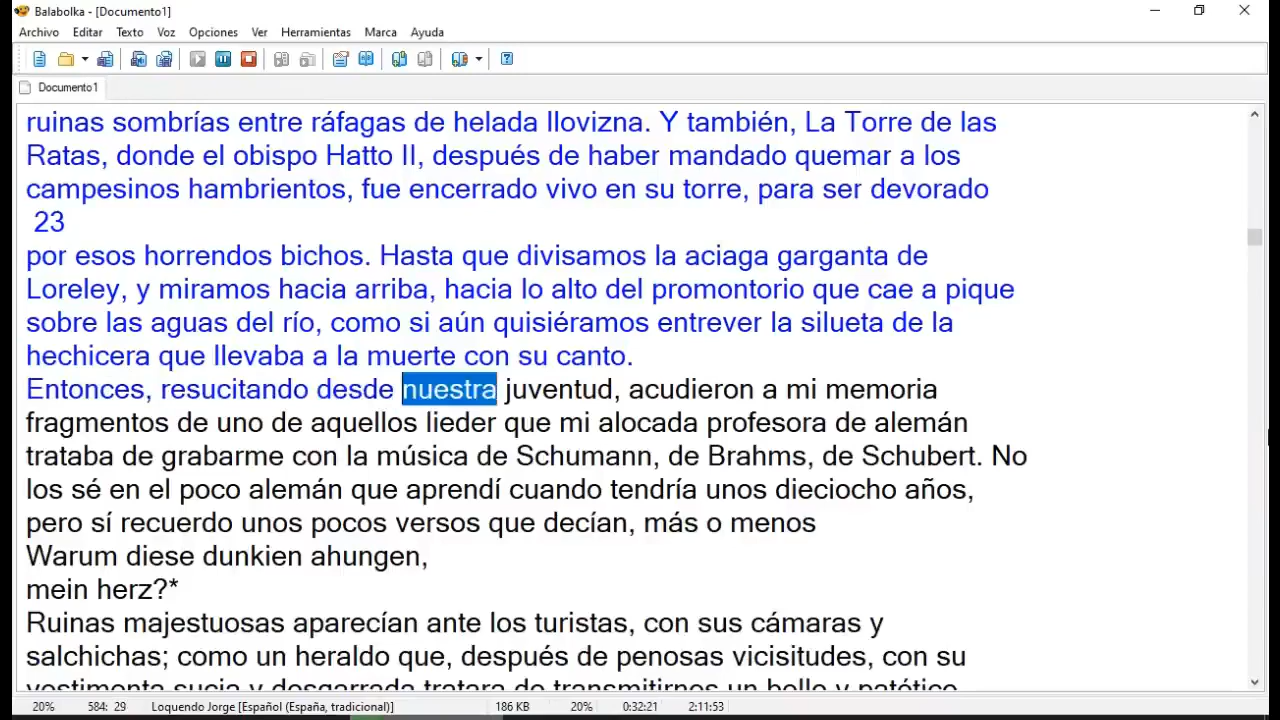 Balabolka - [Documento1]
Archivo Editar Texto Voz Opciones Ver Herramientas Marca Ayuda
Documento1
ruinas sombrías entre ráfagas de helada llovizna. Y también, La Torre de las
Ratas, donde el obispo Hatto II, después de haber mandado quemar a los
campesinos hambrientos, fue encerrado vivo en su torre, para ser devorado
23
por esos horrendos bichos. Hasta que divisamos la aciaga garganta de
Loreley, y miramos hacia arriba, hacia lo alto del promontorio que cae a pique
sobre las aguas del río, como si aún quisiéramos entrever la silueta de la
hechicera que llevaba a la muerte con su canto.
Entonces, resucitando desde nuestra juventud, acudieron a mi memoria
fragmentos de uno de aquellos lieder que mi alocada profesora de alemán
trataba de grabarme con la música de Schumann, de Brahms, de Schubert. No
los sé en el poco alemán que aprendí cuando tendría unos dieciocho años,
pero sí recuerdo unos pocos versos que decían, más o menos
Warum diese dunkien ahungen,
mein herz?*
Ruinas majestuosas aparecían ante los turistas, con sus cámaras y
salchichas; como un heraldo que, después de penosas vicisitudes, con su
vestimenta sucia y desgarrada tratara de transmitirnos un bello y patético
20% 584: 29 Loquendo Jorge [Español (España, tradicional)] 186 KB 20% 0:32:21 2:11:53